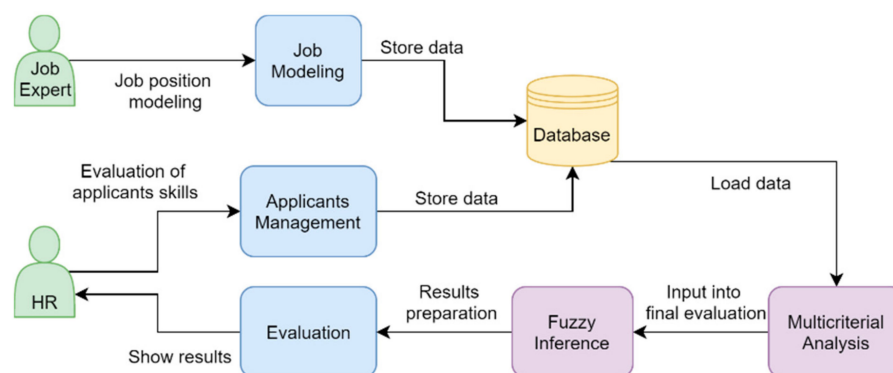 Job
Expert
Job position
modeling
Job
Modeling
Store data
Database
Evaluation of
applicants skills
Applicants
Management
Store data
Load data
HR
Show results
Evaluation
Results
preparation
Fuzzy
Inference
Input into
final evaluation
Multicriterial
Analysis